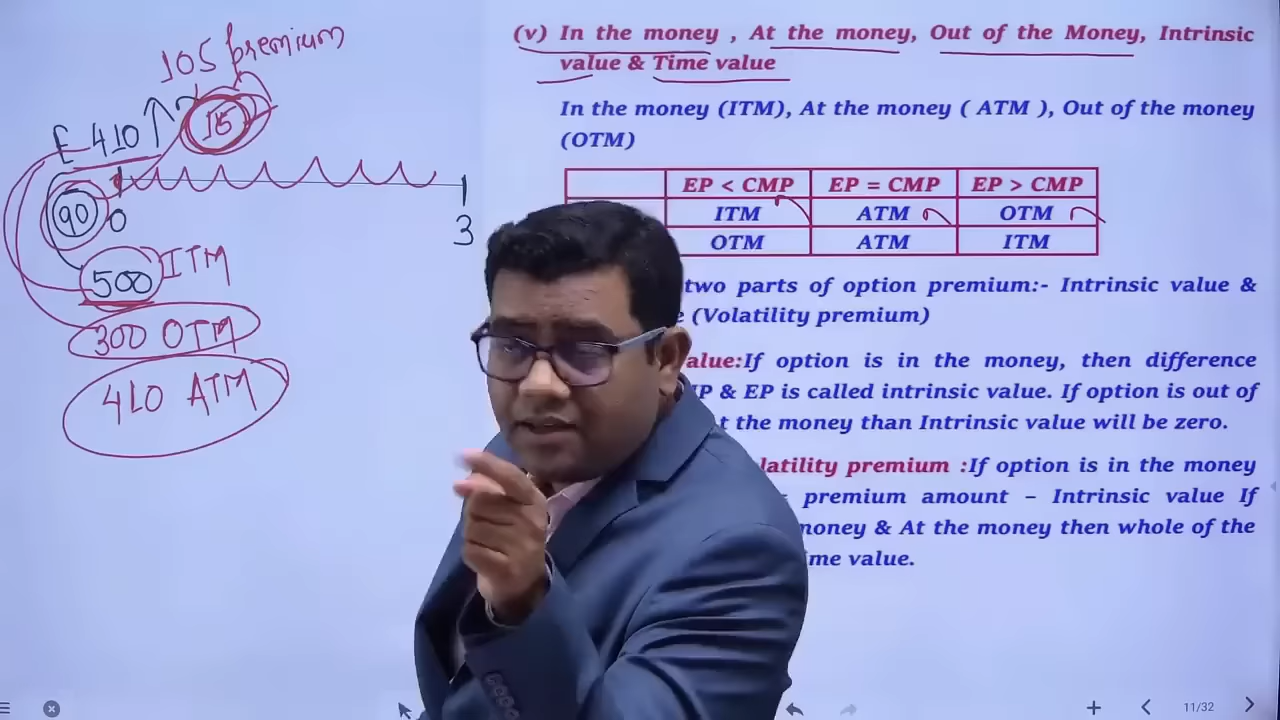 105 premium
E 410
15
90
0
3
500 ITM
300 OTM
410 ATM
(v) In the money , At the money, Out of the Money, Intrinsic
value & Time value
In the money (ITM), At the money ( ATM ), Out of the money
(OTM)
EP < CMP EP = CMP EP > CMP
ITM ATM OTM
OTM ATM ITM
two parts of option premium:- Intrinsic value &
(Volatility premium)
alue:If option is in the money, then difference
P & EP is called intrinsic value. If option is out of
t the money than Intrinsic value will be zero.
latility premium :If option is in the money
premium amount – Intrinsic value If
money & At the money then whole of the
me value.
11/32